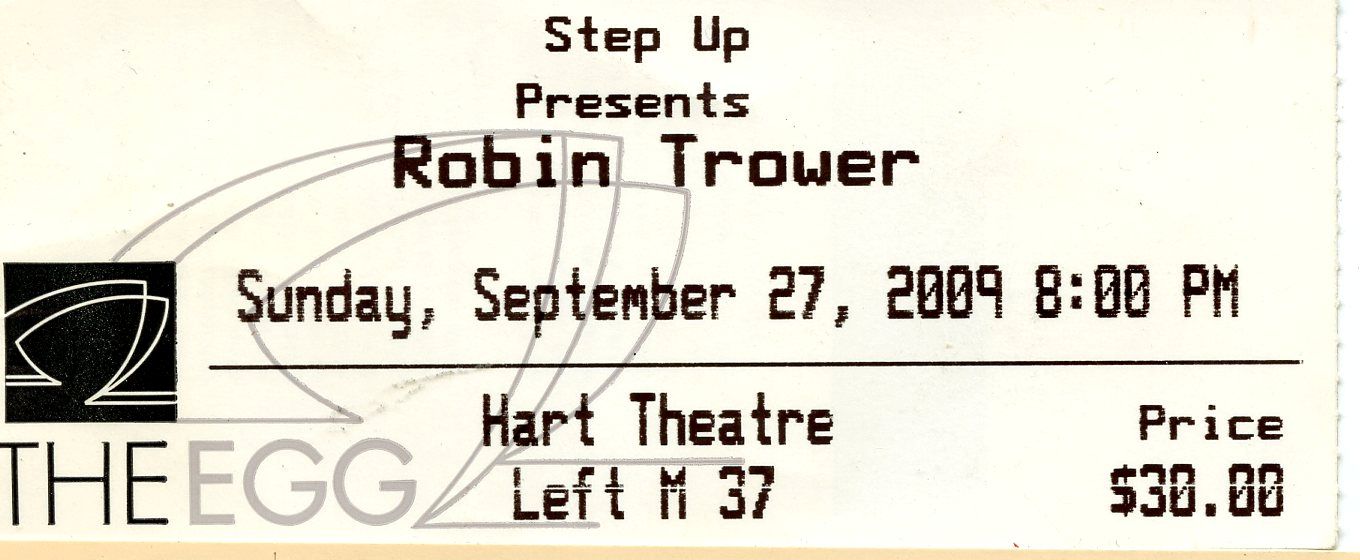 Step Up
Presents
Robin Trower
Sunday, September 27, 2009 8:00 PM
Hart Theatre
Price
Left M 37
$30.00
THE EGG